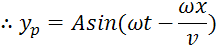 ∴ y_p = Asin(ωt − ωx/v)